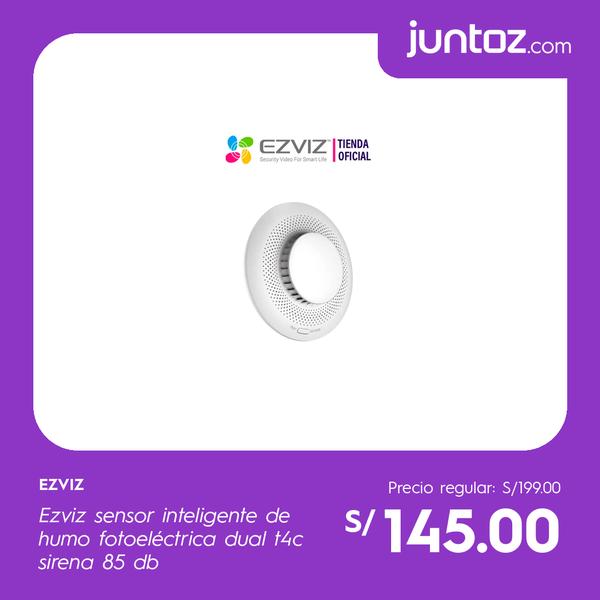 juntoz.com
EZVIZ™ TIENDA
Security Video For Smart Life OFICIAL
EZVIZ
Ezviz sensor inteligente de
humo fotoeléctrica dual t4c
sirena 85 db
Precio regular: S/199.00
S/ 145.00